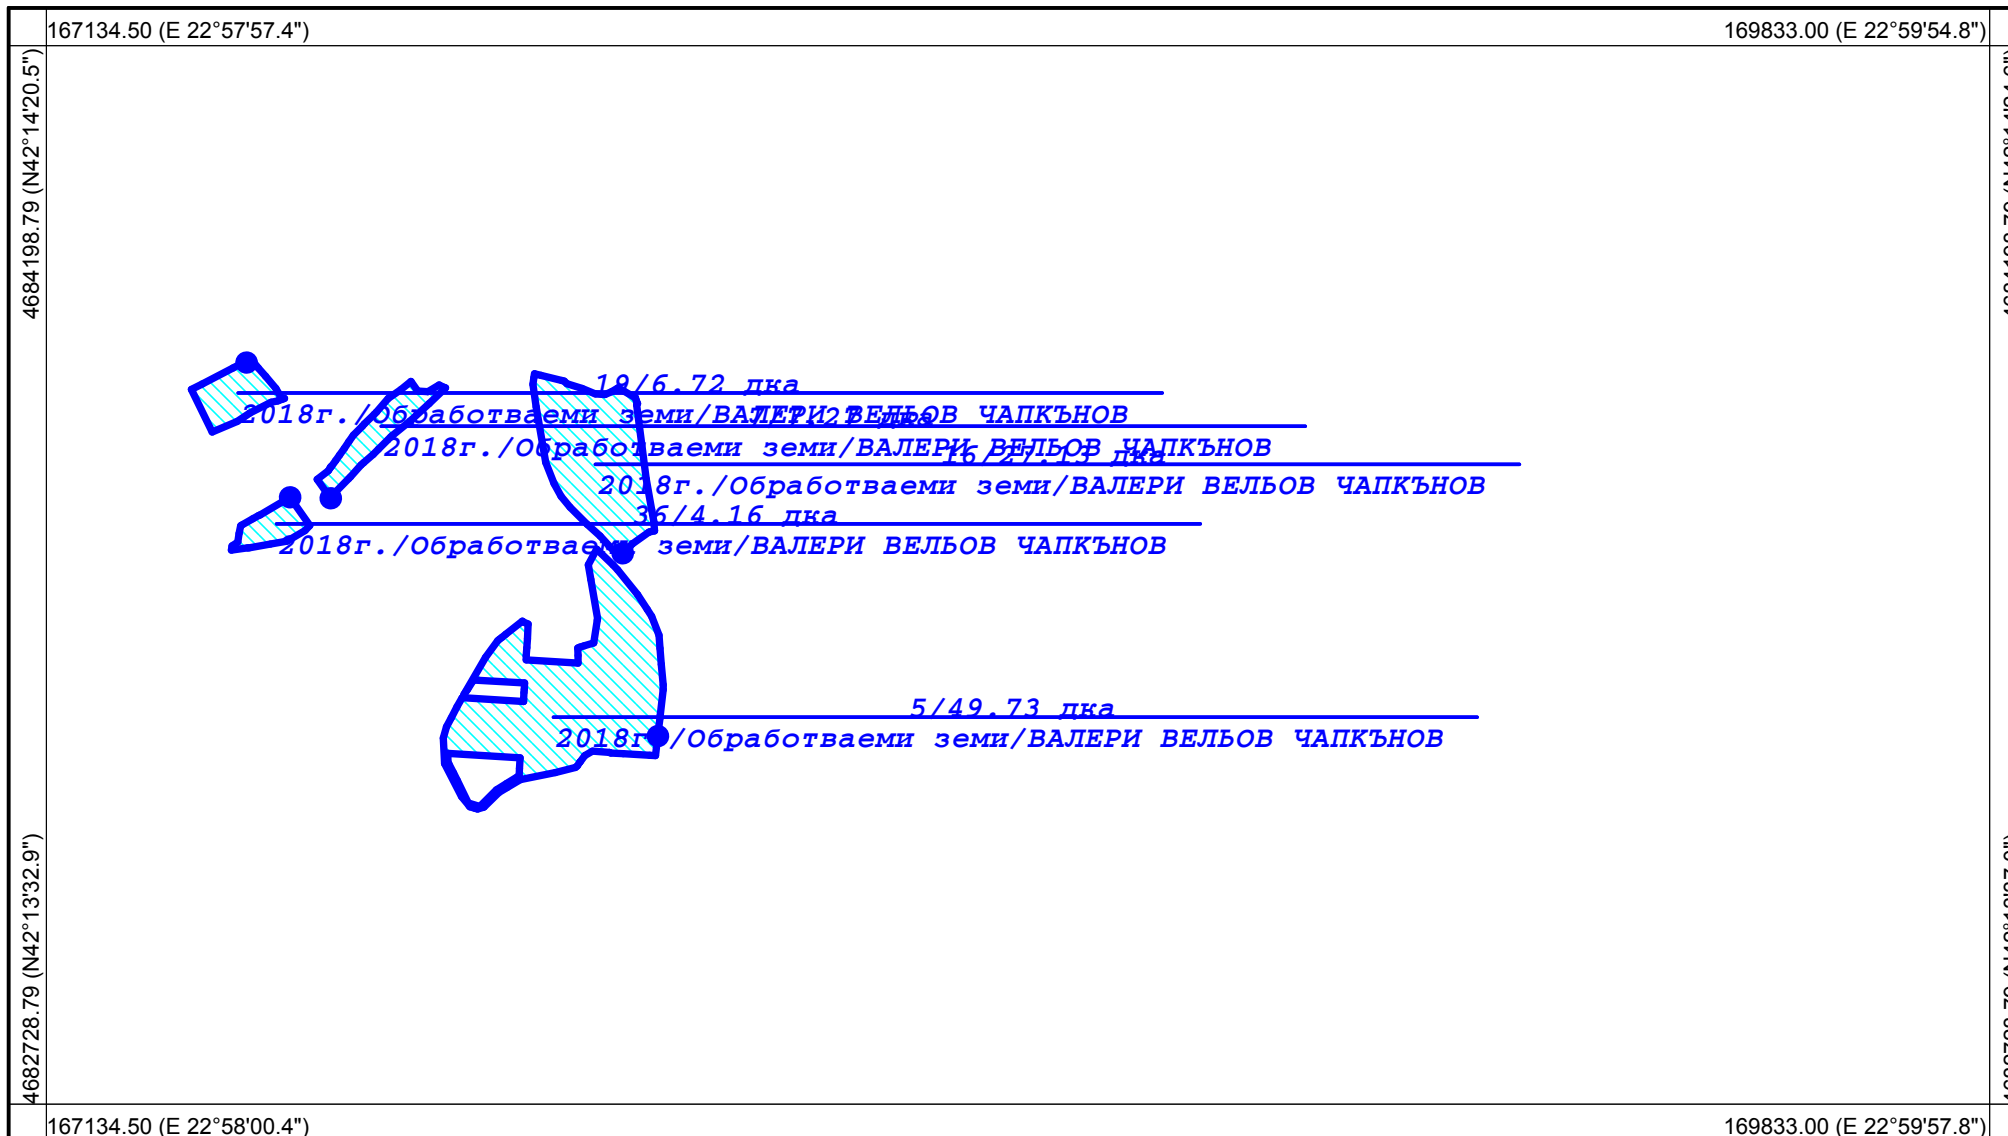 167134.50 (E 22°57'57.4")
169833.00 (E 22°59'54.8")
4684198.79 (N42°14'20.5")
19/6.72 дка
2018г./Обработваеми земи/ВАЛЕРИ ВЕЛЬОВ ЧАПКЪНОВ
2018г./Обработваеми земи/ВАЛЕРИ ВЕЛЬОВ ЧАПКЪНОВ
16/27.13 дка
2018г./Обработваеми земи/ВАЛЕРИ ВЕЛЬОВ ЧАПКЪНОВ
36/4.16 дка
2018г./Обработваеми земи/ВАЛЕРИ ВЕЛЬОВ ЧАПКЪНОВ
5/49.73 дка
2018г./Обработваеми земи/ВАЛЕРИ ВЕЛЬОВ ЧАПКЪНОВ
4682728.79 (N42°13'32.9")
167134.50 (E 22°58'00.4")
169833.00 (E 22°59'57.8")